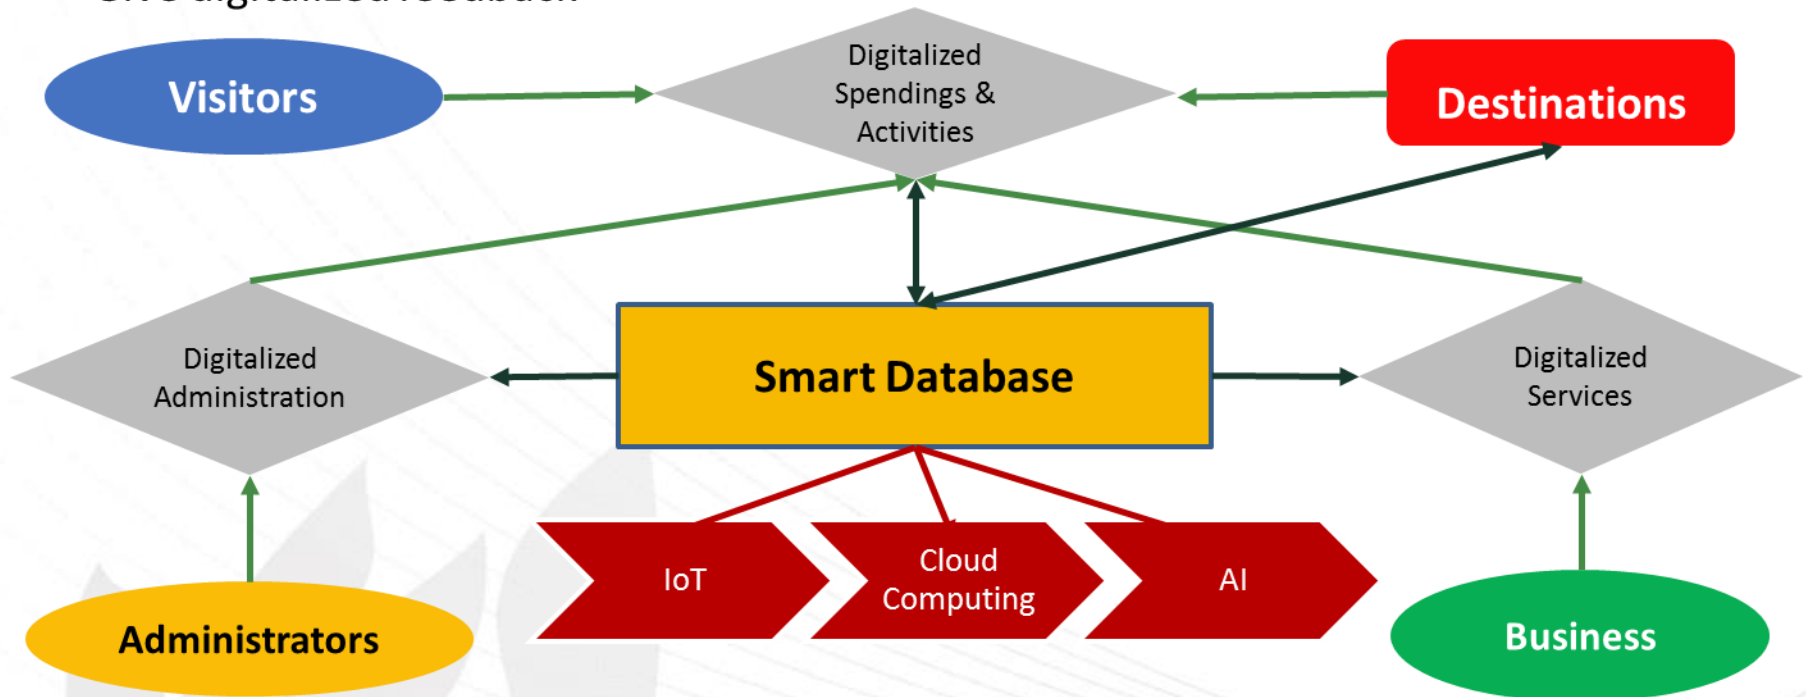 Visitors
Digitalized
Spendings &
Activities
Destinations
Digitalized
Administration
Smart Database
Digitalized
Services
IoT
Cloud
Computing
AI
Administrators
Business